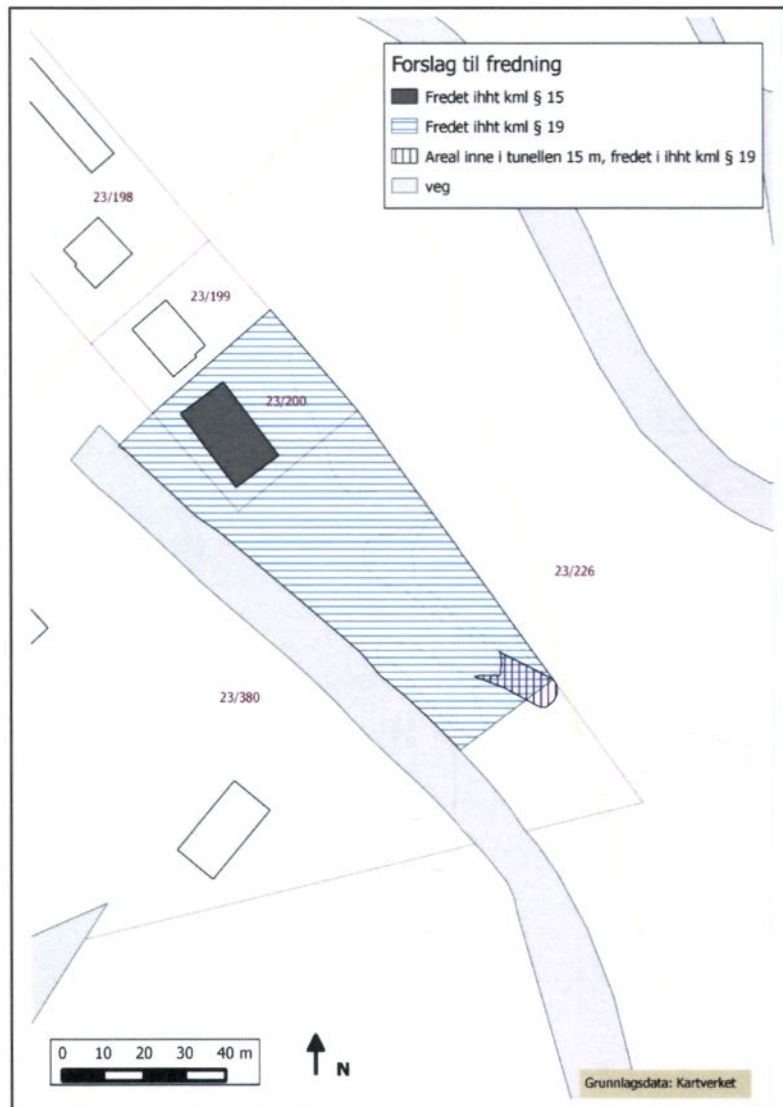 Forslag til fredning
Fredet ihht kml § 15
Fredet ihht kml § 19
Areal inne i tunellen 15 m, fredet i ihht kml § 19
veg
23/198
23/199
23/200
23/226
23/380
0 10 20 30 40 m
N
Grunnlagsdata: Kartverket